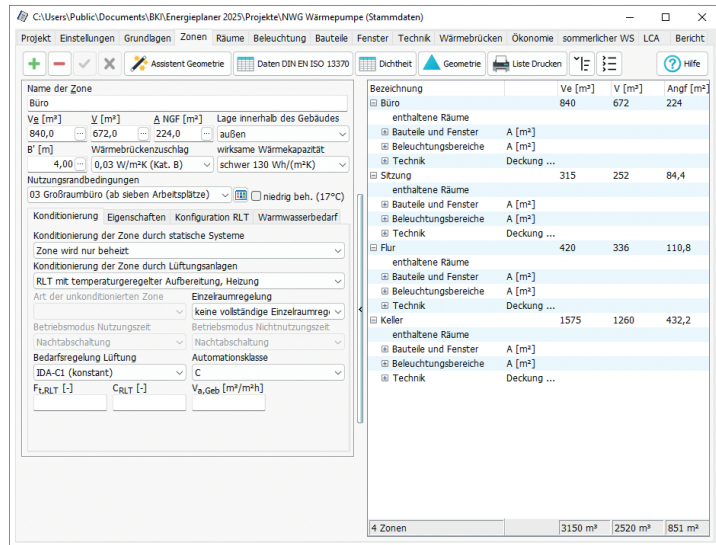 C:\Users\Public\Documents\BKI\Energieplaner 2025\Projekte\NWG Wärmepumpe (Stammdaten)
Projekt Einstellungen Grundlagen Zonen Räume Beleuchtung Bauteile Fenster Technik Wärmebrücken Ökonomie sommerlicher WS LCA Bericht
Assistent Geometrie Daten DIN EN ISO 13370 Dichtheit Geometrie Liste Drucken Hilfe
Name der Zone
Büro
Ve [m³] V [m³] A NGF [m²] Lage innerhalb des Gebäudes
840,0 ... 672,0 ... 224,0 ... außen
B' [m] Wärmebrückenzuschlag wirksame Wärmekapazität
4,00 ... 0,03 W/m²K (Kat. B) schwer 130 Wh/(m²K)
Nutzungsrandbedingungen
03 Großraumbüro (ab sieben Arbeitsplätze) niedrig beh. (17°C)
Konditionierung Eigenschaften Konfiguration RLT Warmwasserbedarf
Konditionierung der Zone durch statische Systeme
Zone wird nur beheizt
Konditionierung der Zone durch Lüftungsanlagen
RLT mit temperaturgeregelter Aufbereitung, Heizung
Art der unkonditionierten Zone Einzelraumregelung
keine vollständige Einzelraumreg
Betriebsmodus Nutzungszeit Betriebsmodus Nichtnutzungszeit
Nachtabschaltung Nachtabschaltung
Bedarfsregelung Lüftung Automationsklasse
IDA-C1 (konstant) C
Ft,RLT [-] CRLT [-] Va,Geb [m³/m²h]
Bezeichnung Ve [m³] V [m³] Angf [m²]
Büro 840 672 224
enthaltene Räume
Bauteile und Fenster A [m²]
Beleuchtungsbereiche A [m²]
Technik Deckung ...
Sitzung 315 252 84,4
enthaltene Räume
Bauteile und Fenster A [m²]
Beleuchtungsbereiche A [m²]
Technik Deckung ...
Flur 420 336 110,8
enthaltene Räume
Bauteile und Fenster A [m²]
Beleuchtungsbereiche A [m²]
Technik Deckung ...
Keller 1575 1260 432,2
enthaltene Räume
Bauteile und Fenster A [m²]
Beleuchtungsbereiche A [m²]
Technik Deckung ...
4 Zonen 3150 m³ 2520 m³ 851 m²